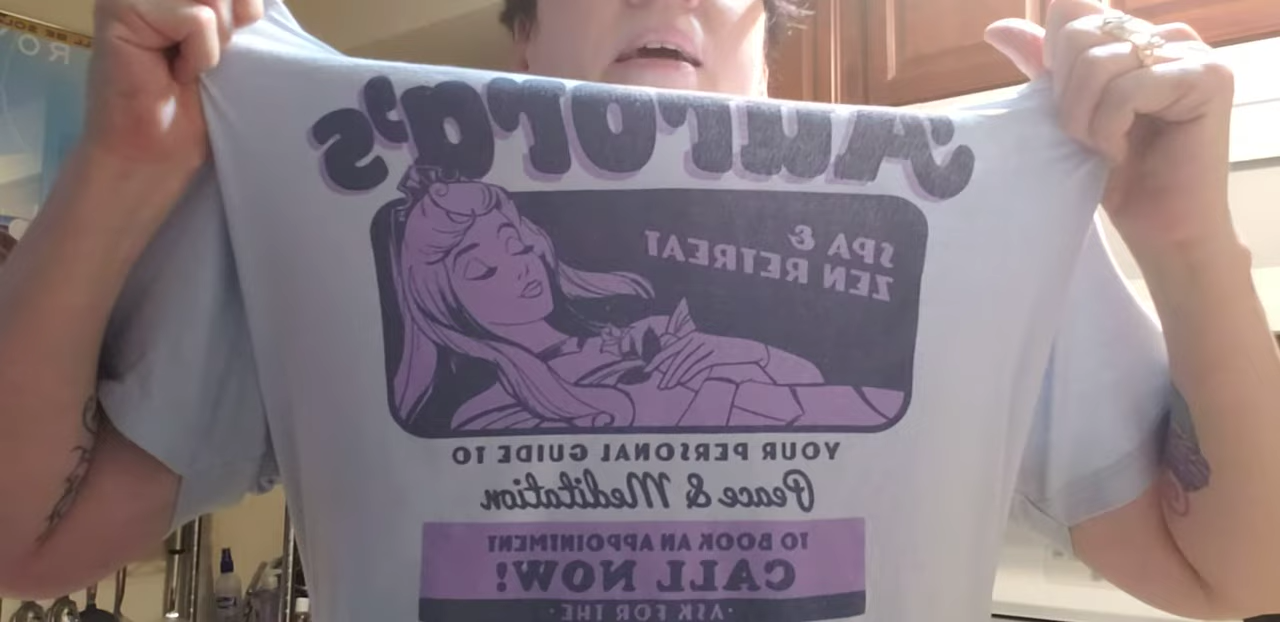 Aurora's
SPA &
ZEN RETREAT
YOUR PERSONAL GUIDE TO
Peace & Meditation
TO BOOK AN APPOINTMENT
CALL NOW!
·ASK FOR THE·